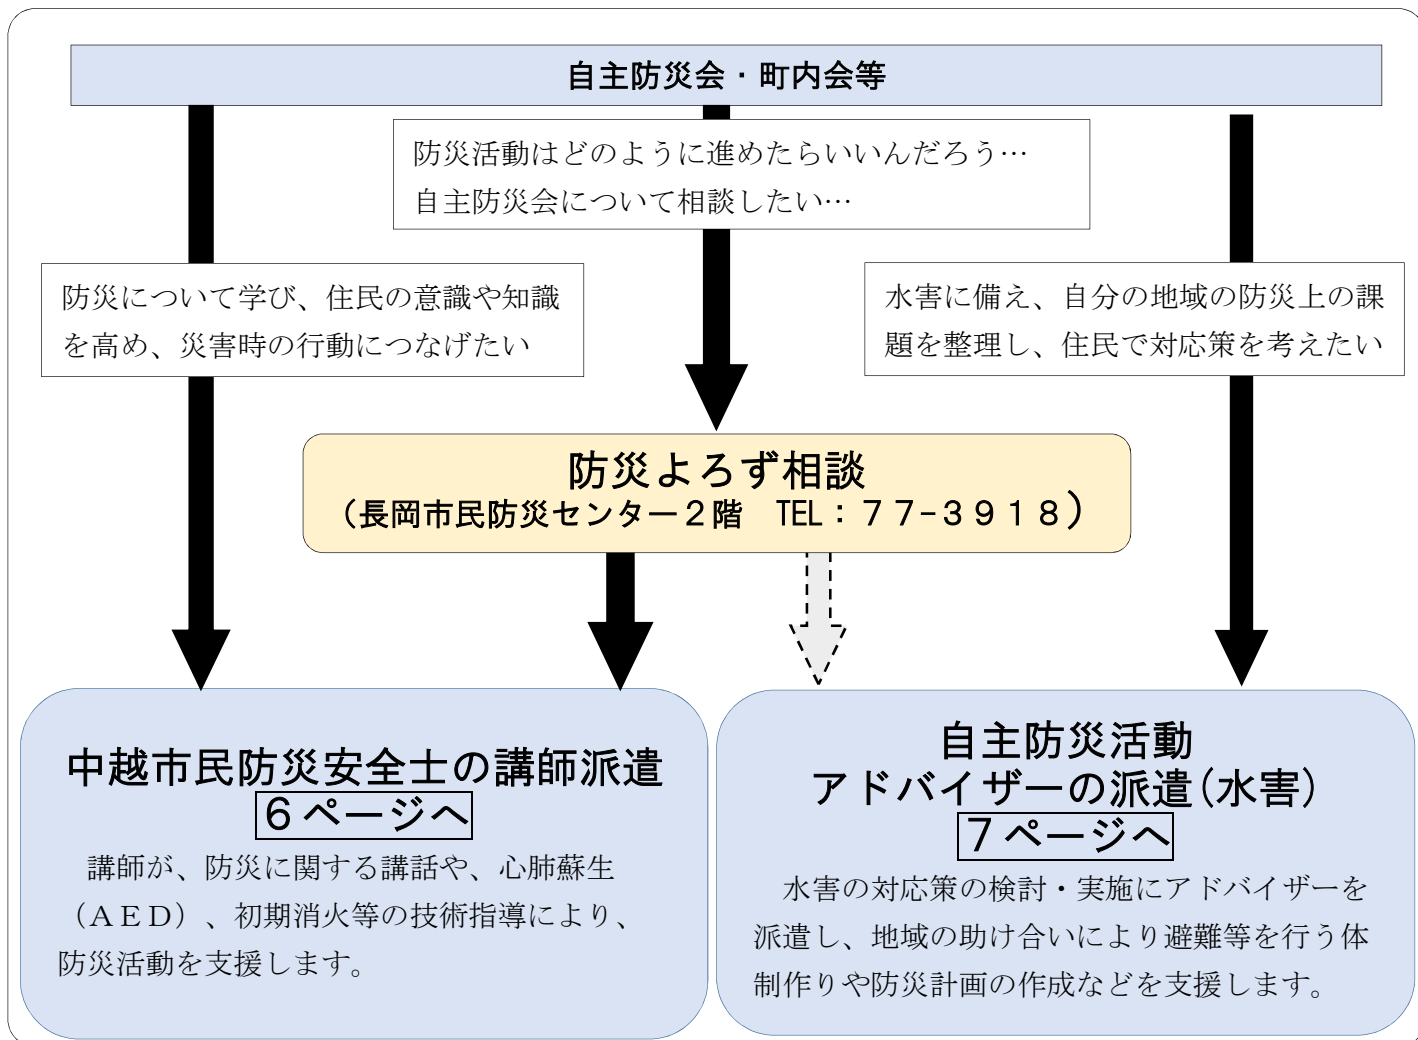 自主防災会・町内会等
防災活動はどのように進めたらいいんだろう…
自主防災会について相談したい…
防災について学び、住民の意識や知識
を高め、災害時の行動につなげたい
水害に備え、自分の地域の防災上の課
題を整理し、住民で対応策を考えたい
防災よろず相談
（長岡市民防災センター２階　TEL：７７-３９１８）
中越市民防災安全士の講師派遣
６ページへ
講師が、防災に関する講話や、心肺蘇生
（ＡＥＤ）、初期消火等の技術指導により、
防災活動を支援します。
自主防災活動
アドバイザーの派遣(水害)
７ページへ
水害の対応策の検討・実施にアドバイザーを
派遣し、地域の助け合いにより避難等を行う体
制作りや防災計画の作成などを支援します。